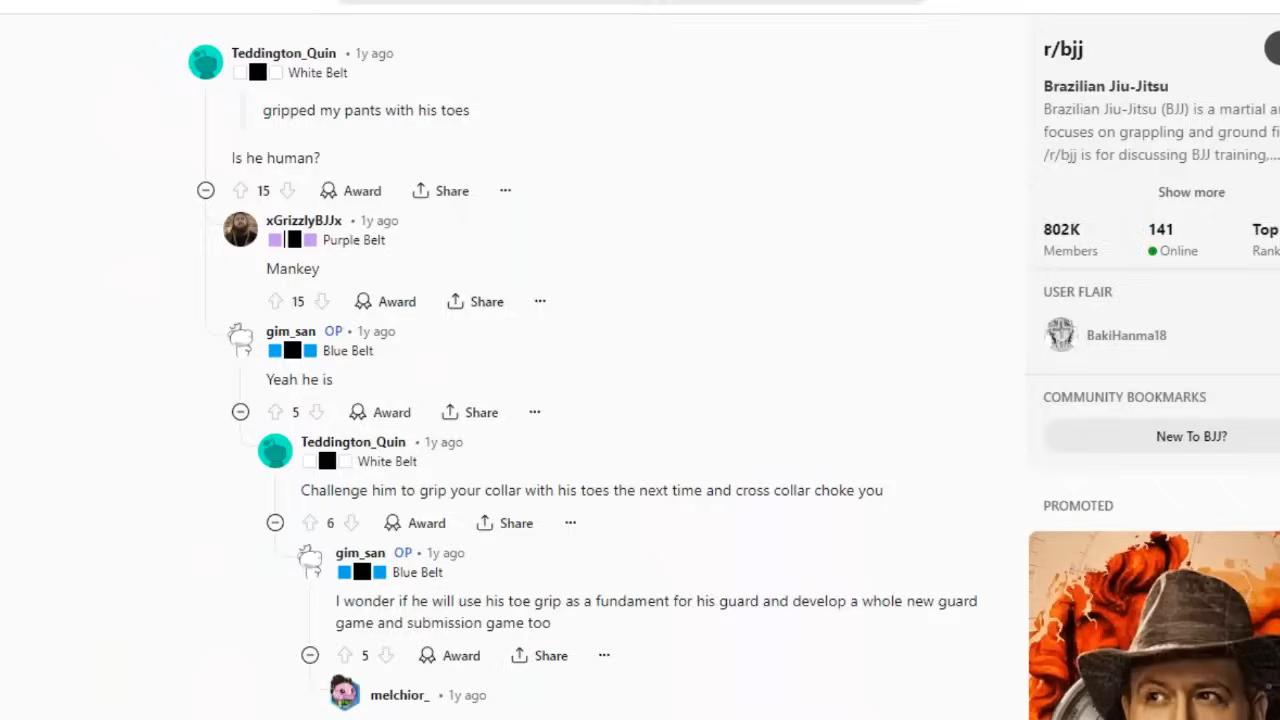 Teddington_Quin • 1y ago
White Belt
gripped my pants with his toes
Is he human?
15 Award Share ...
xGrizzlyBJJx • 1y ago
Purple Belt
Mankey
15 Award Share ...
gim_san OP • 1y ago
Blue Belt
Yeah he is
5 Award Share ...
Teddington_Quin • 1y ago
White Belt
Challenge him to grip your collar with his toes the next time and cross collar choke you
6 Award Share ...
gim_san OP • 1y ago
Blue Belt
I wonder if he will use his toe grip as a fundament for his guard and develop a whole new guard
game and submission game too
5 Award Share ...
melchior_ • 1y ago
r/bjj
Brazilian Jiu-Jitsu
Brazilian Jiu-Jitsu (BJJ) is a martial a
focuses on grappling and ground fi
/r/bjj is for discussing BJJ training,...
Show more
802K 141 Top
Members Online Rank
USER FLAIR
BakiHanma18
COMMUNITY BOOKMARKS
New To BJJ?
PROMOTED